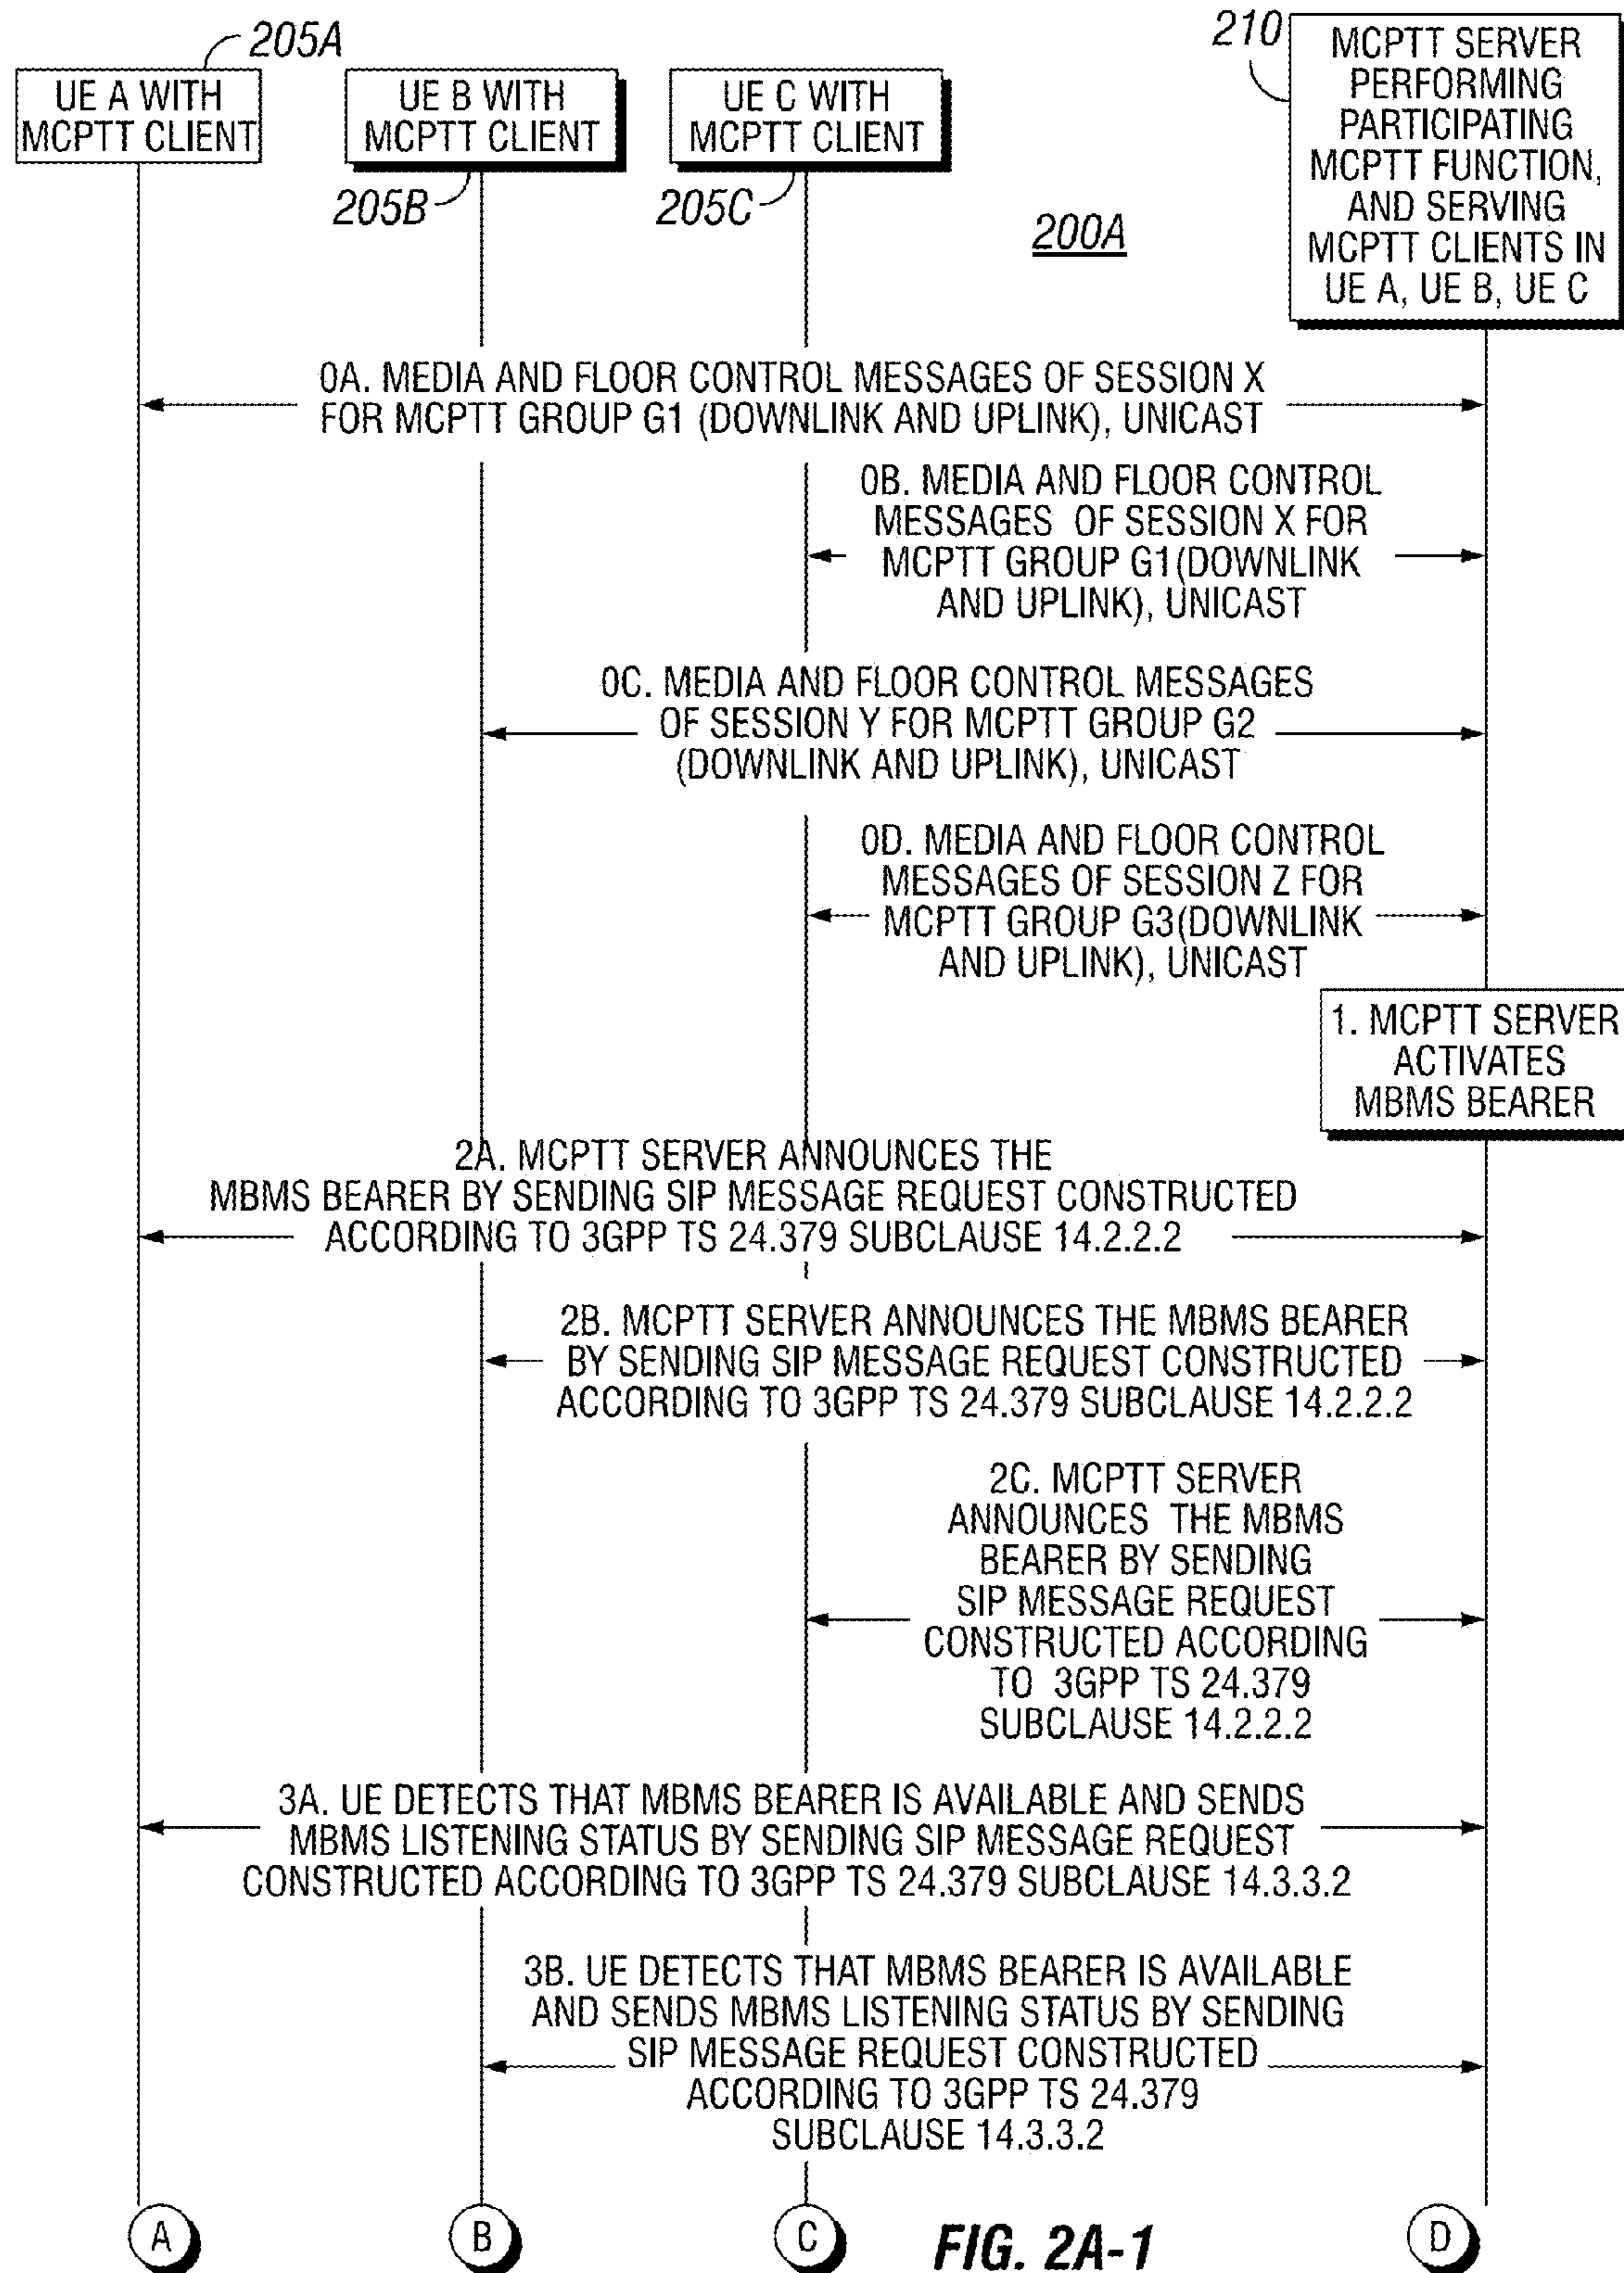 205A
210
UE A WITH
MCPTT CLIENT
UE B WITH
MCPTT CLIENT
UE C WITH
MCPTT CLIENT
MCPTT SERVER
PERFORMING
PARTICIPATING
MCPTT FUNCTION,
AND SERVING
MCPTT CLIENTS IN
UE A, UE B, UE C
205B
205C
200A
0A. MEDIA AND FLOOR CONTROL MESSAGES OF SESSION X
FOR MCPTT GROUP G1 (DOWNLINK AND UPLINK), UNICAST
0B. MEDIA AND FLOOR CONTROL
MESSAGES OF SESSION X FOR
MCPTT GROUP G1(DOWNLINK
AND UPLINK), UNICAST
0C. MEDIA AND FLOOR CONTROL MESSAGES
OF SESSION Y FOR MCPTT GROUP G2
(DOWNLINK AND UPLINK), UNICAST
0D. MEDIA AND FLOOR CONTROL
MESSAGES OF SESSION Z FOR
MCPTT GROUP G3(DOWNLINK
AND UPLINK), UNICAST
1. MCPTT SERVER
ACTIVATES
MBMS BEARER
2A. MCPTT SERVER ANNOUNCES THE
MBMS BEARER BY SENDING SIP MESSAGE REQUEST CONSTRUCTED
ACCORDING TO 3GPP TS 24.379 SUBCLAUSE 14.2.2.2
2B. MCPTT SERVER ANNOUNCES THE MBMS BEARER
BY SENDING SIP MESSAGE REQUEST CONSTRUCTED
ACCORDING TO 3GPP TS 24.379 SUBCLAUSE 14.2.2.2
2C. MCPTT SERVER
ANNOUNCES THE MBMS
BEARER BY SENDING
SIP MESSAGE REQUEST
CONSTRUCTED ACCORDING
TO 3GPP TS 24.379
SUBCLAUSE 14.2.2.2
3A. UE DETECTS THAT MBMS BEARER IS AVAILABLE AND SENDS
MBMS LISTENING STATUS BY SENDING SIP MESSAGE REQUEST
CONSTRUCTED ACCORDING TO 3GPP TS 24.379 SUBCLAUSE 14.3.3.2
3B. UE DETECTS THAT MBMS BEARER IS AVAILABLE
AND SENDS MBMS LISTENING STATUS BY SENDING
SIP MESSAGE REQUEST CONSTRUCTED
ACCORDING TO 3GPP TS 24.379
SUBCLAUSE 14.3.3.2
A
B
C
D
FIG. 2A-1